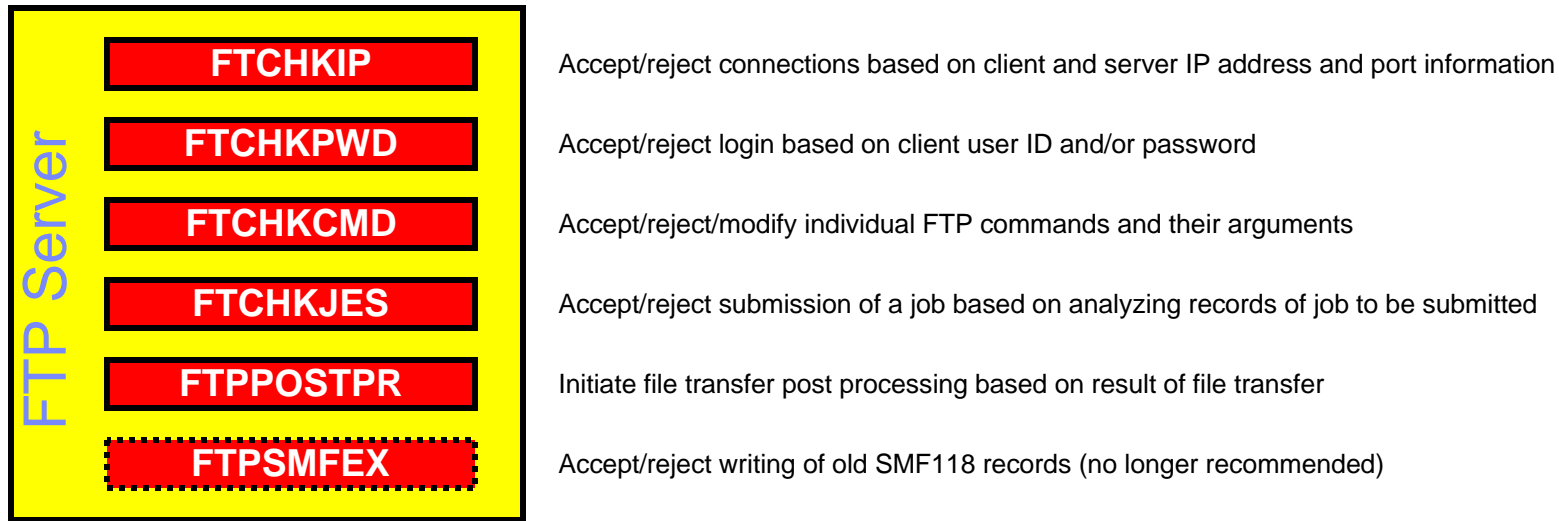 FTP Server
FTCHKIP
Accept/reject connections based on client and server IP address and port information
FTCHKPWD
Accept/reject login based on client user ID and/or password
FTCHKCMD
Accept/reject/modify individual FTP commands and their arguments
FTCHKJES
Accept/reject submission of a job based on analyzing records of job to be submitted
FTPPOSTPR
Initiate file transfer post processing based on result of file transfer
FTPSMFEX
Accept/reject writing of old SMF118 records (no longer recommended)